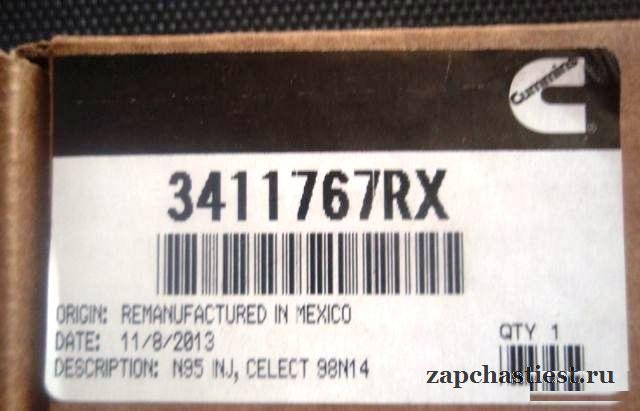 Cummins
3411767RX
ORIGIN: REMANUFACTURED IN MEXICO
DATE: 11/8/2013
DESCRIPTION: N95 INJ, CELECT 98N14
QTY 1
zapchastiest.ru